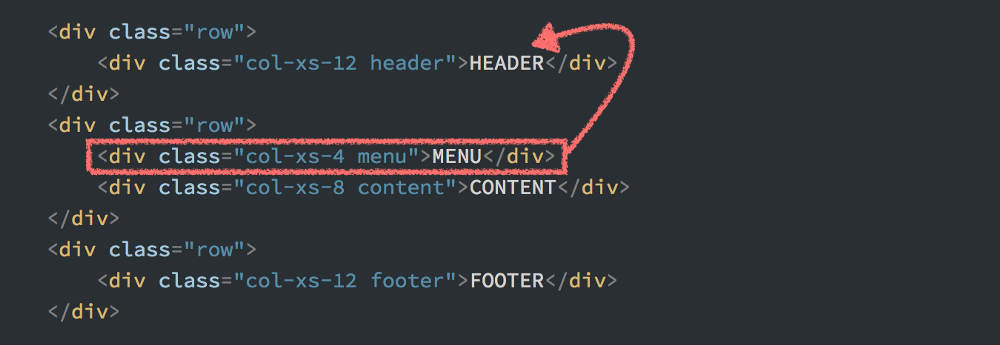 <div class="row">
<div class="col-xs-12 header">HEADER</div>
</div>
<div class="row">
<div class="col-xs-4 menu">MENU</div>
<div class="col-xs-8 content">CONTENT</div>
</div>
<div class="row">
<div class="col-xs-12 footer">FOOTER</div>
</div>